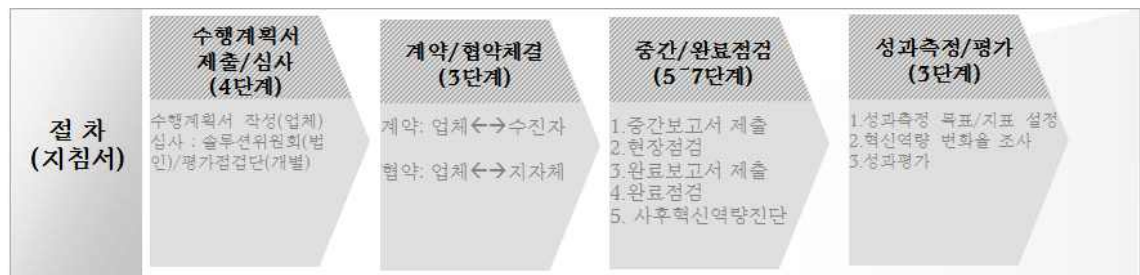 절 차
(지침서)
수행계획서
제출/심사
(4단계)
수행계획서 작성(업체)
심사 : 솔루션위원회(법
인)/평가점검단(개별)
계약/협약체결
(3단계)
계약: 업체←→수진자
협약: 업체←→지자체
중간/완료점검
(5~7단계)
1.중간보고서 제출
2.현장점검
3.완료보고서 제출
4.완료점검
5. 사후혁신역량진단
성과측정/평가
(3단계)
1.성과측정 목표/지표 설정
2.혁신역량 변화율 조사
3.성과평가